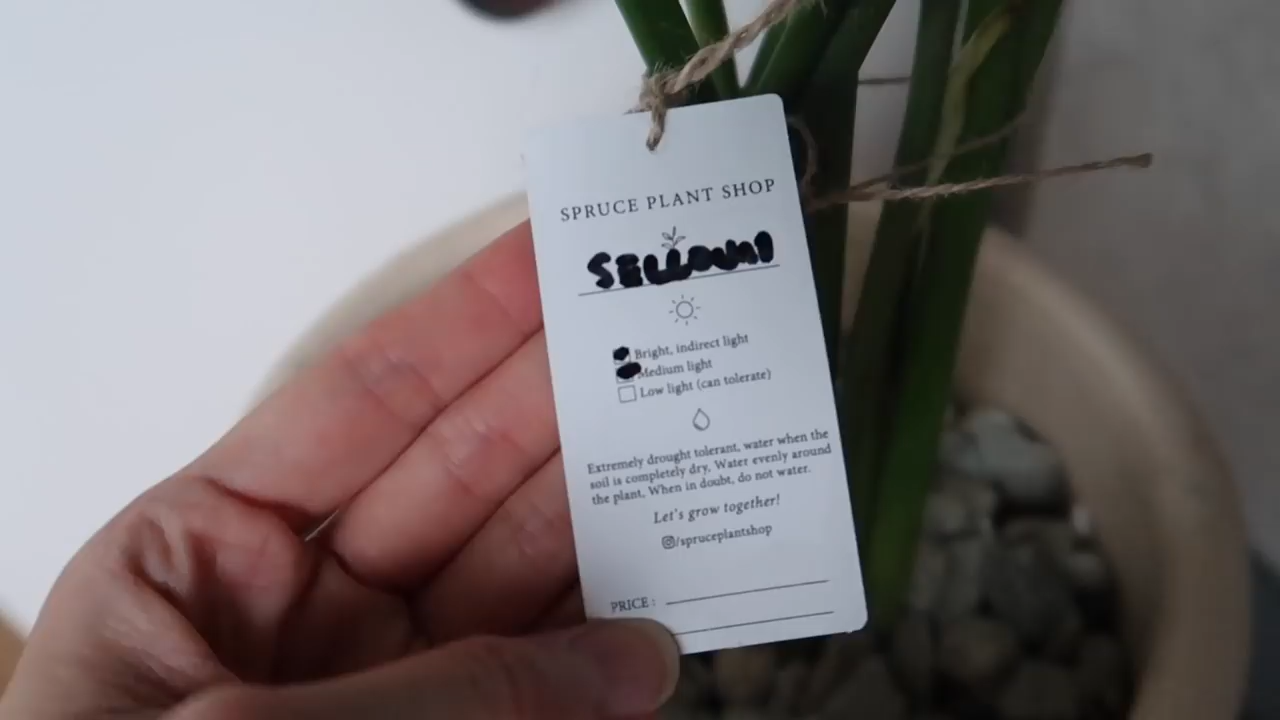 SPRUCE PLANT SHOP
SELLOUM
Bright, indirect light
Medium light
Low light (can tolerate)
Extremely drought tolerant, water when the
soil is completely dry. Water evenly around
the plant, When in doubt, do not water.
Let's grow together!
/spruceplantshop
PRICE :